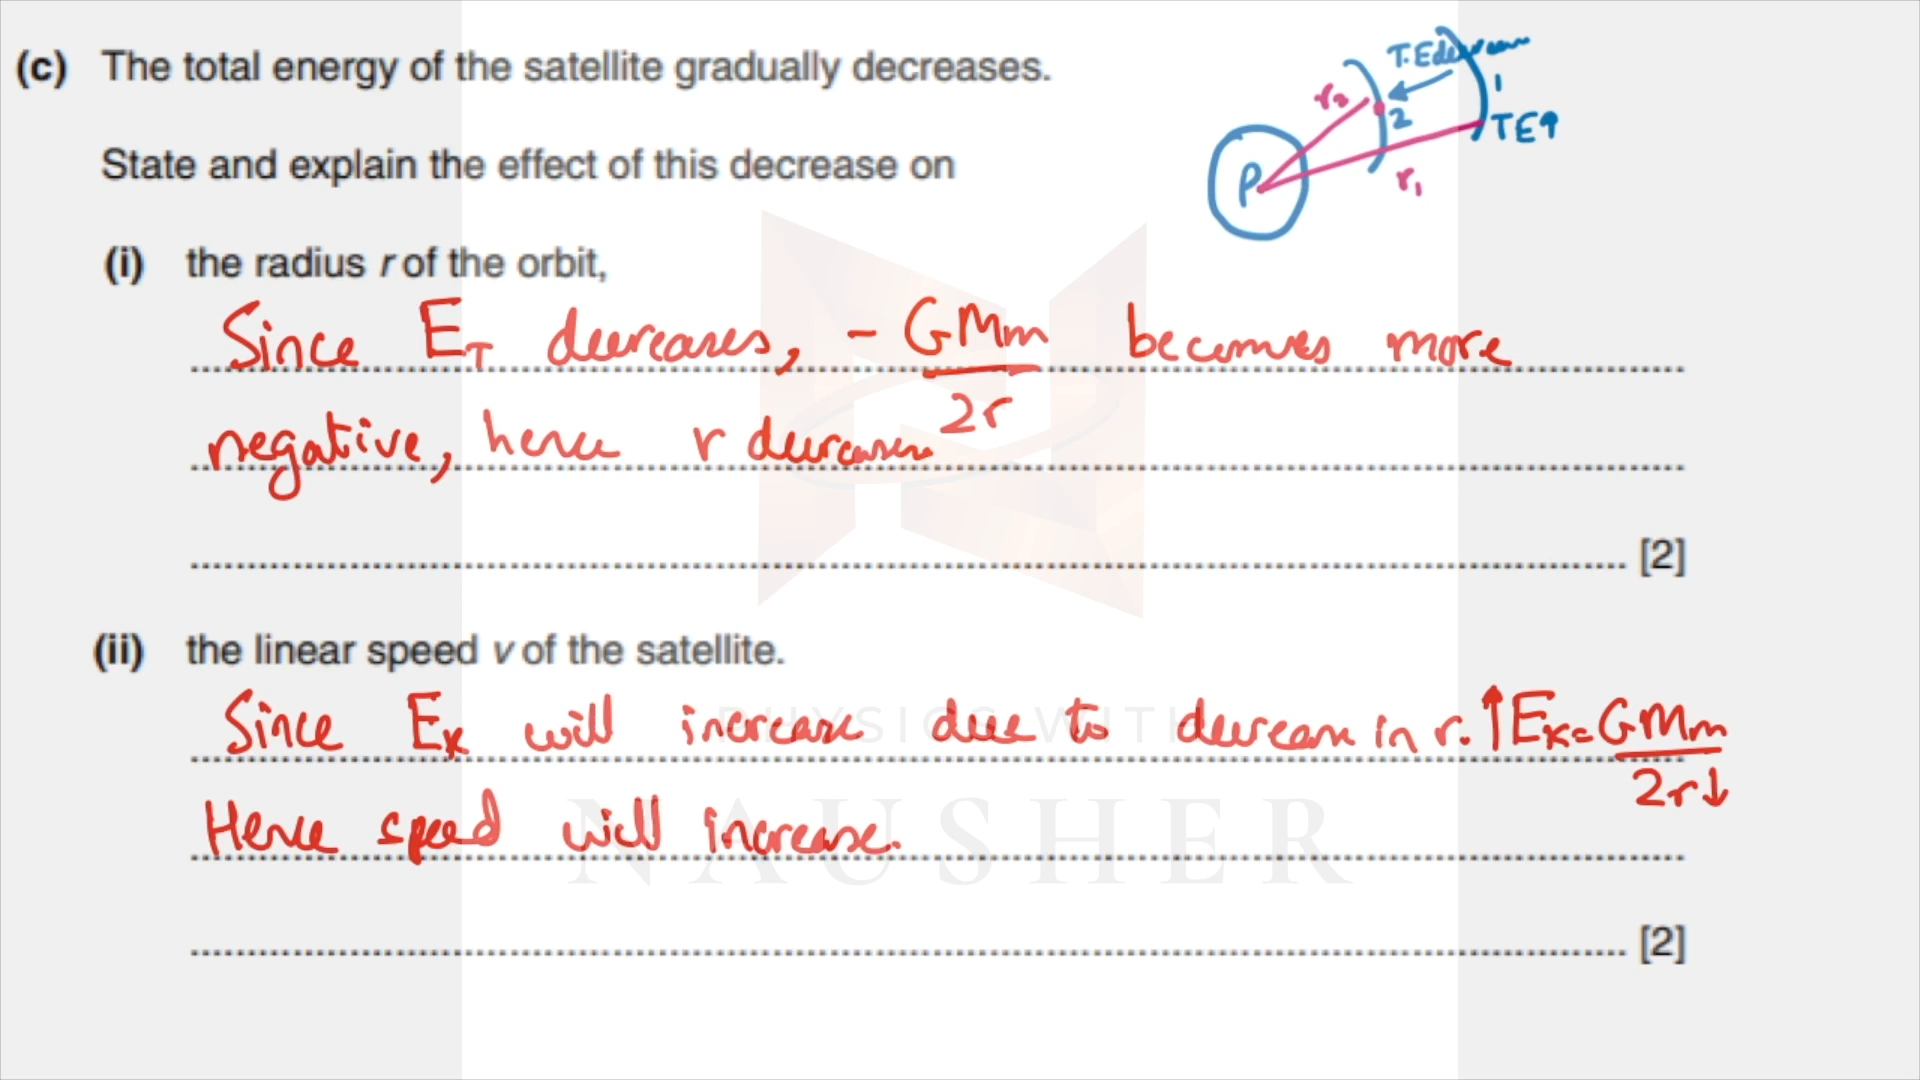 (c) The total energy of the satellite gradually decreases.
T.E decrease
1
r2
2
TE↑
P
r1
State and explain the effect of this decrease on
(i) the radius r of the orbit,
Since ET decreases, - GMm/2r becomes more
negative, hence r decreases
[2]
(ii) the linear speed v of the satellite.
Since EK will increase due to decrease in r. ↑EK = GMm/2r↓
Hence speed will increase.
[2]
PHYSICS WITH
NAUSHER